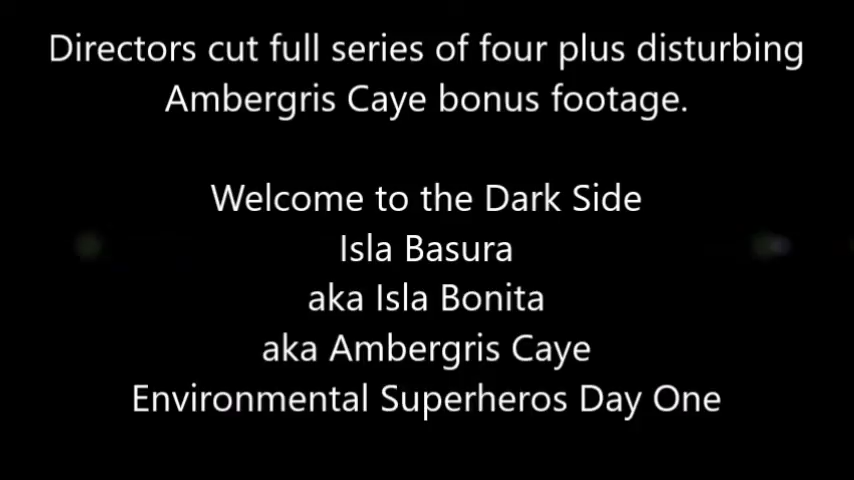 Directors cut full series of four plus disturbing
Ambergris Caye bonus footage.
Welcome to the Dark Side
Isla Basura
aka Isla Bonita
aka Ambergris Caye
Environmental Superheros Day One